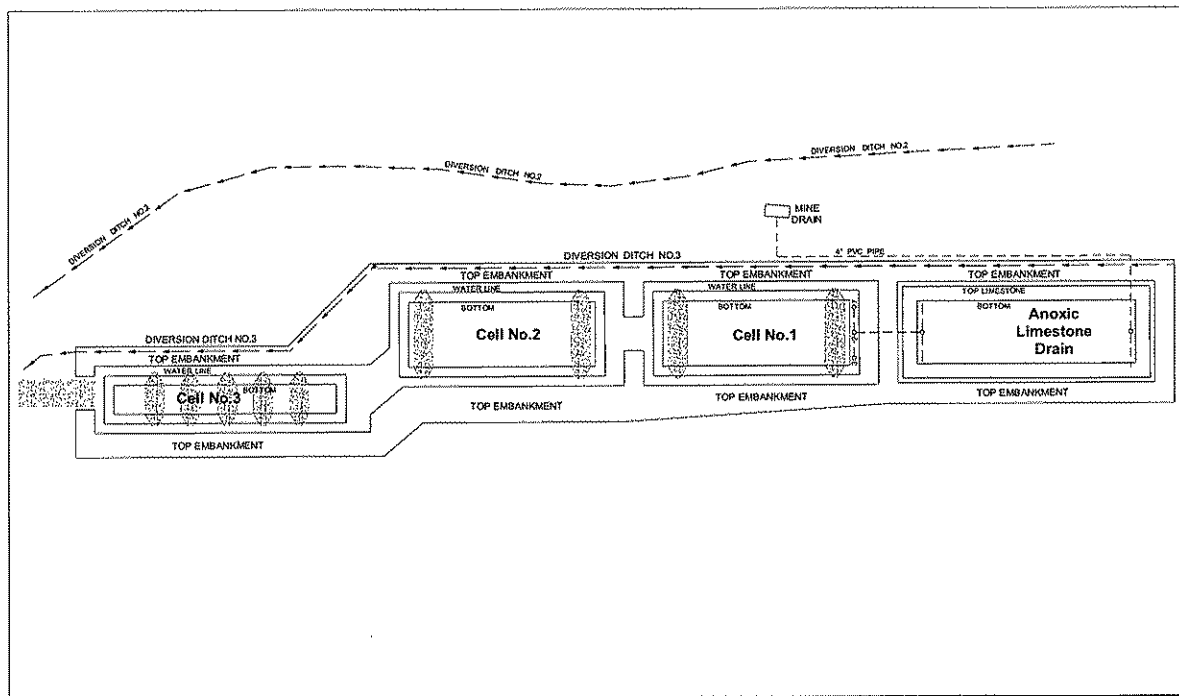 DIVERSION DITCH NO.2
DIVERSION DITCH NO.2
DIVERSION DITCH NO.2
MINE
DRAIN
4" PVC PIPE
DIVERSION DITCH NO.3
TOP EMBANKMENT
TOP EMBANKMENT
TOP EMBANKMENT
WATER LINE
BOTTOM
Cell No.2
WATER LINE
BOTTOM
Cell No.1
TOP LIMESTONE
BOTTOM
Anoxic
Limestone
Drain
DIVERSION DITCH NO.3
TOP EMBANKMENT
WATER LINE
BOTTOM
Cell No.3
TOP EMBANKMENT
TOP EMBANKMENT
TOP EMBANKMENT
TOP EMBANKMENT